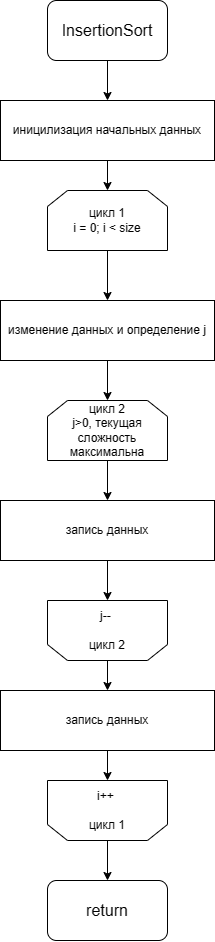 InsertionSort
иницилизация начальных данных
цикл 1
i = 0; i < size
изменение данных и определение j
цикл 2
j>0, текущая
сложность
максимальна
запись данных
j--
цикл 2
запись данных
i++
цикл 1
return